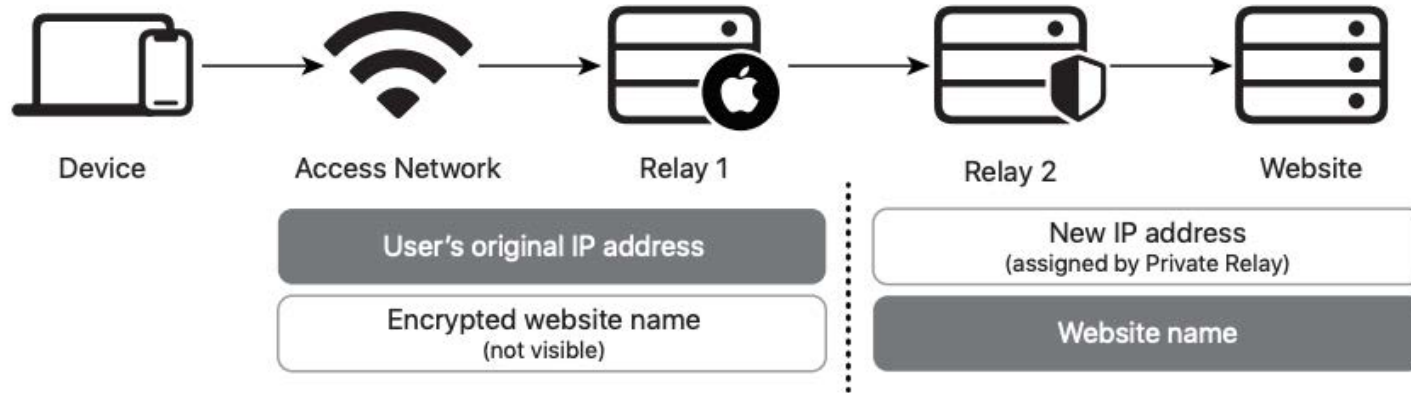 Device
Access Network
Relay 1
Relay 2
Website
User’s original IP address
Encrypted website name
(not visible)
New IP address
(assigned by Private Relay)
Website name